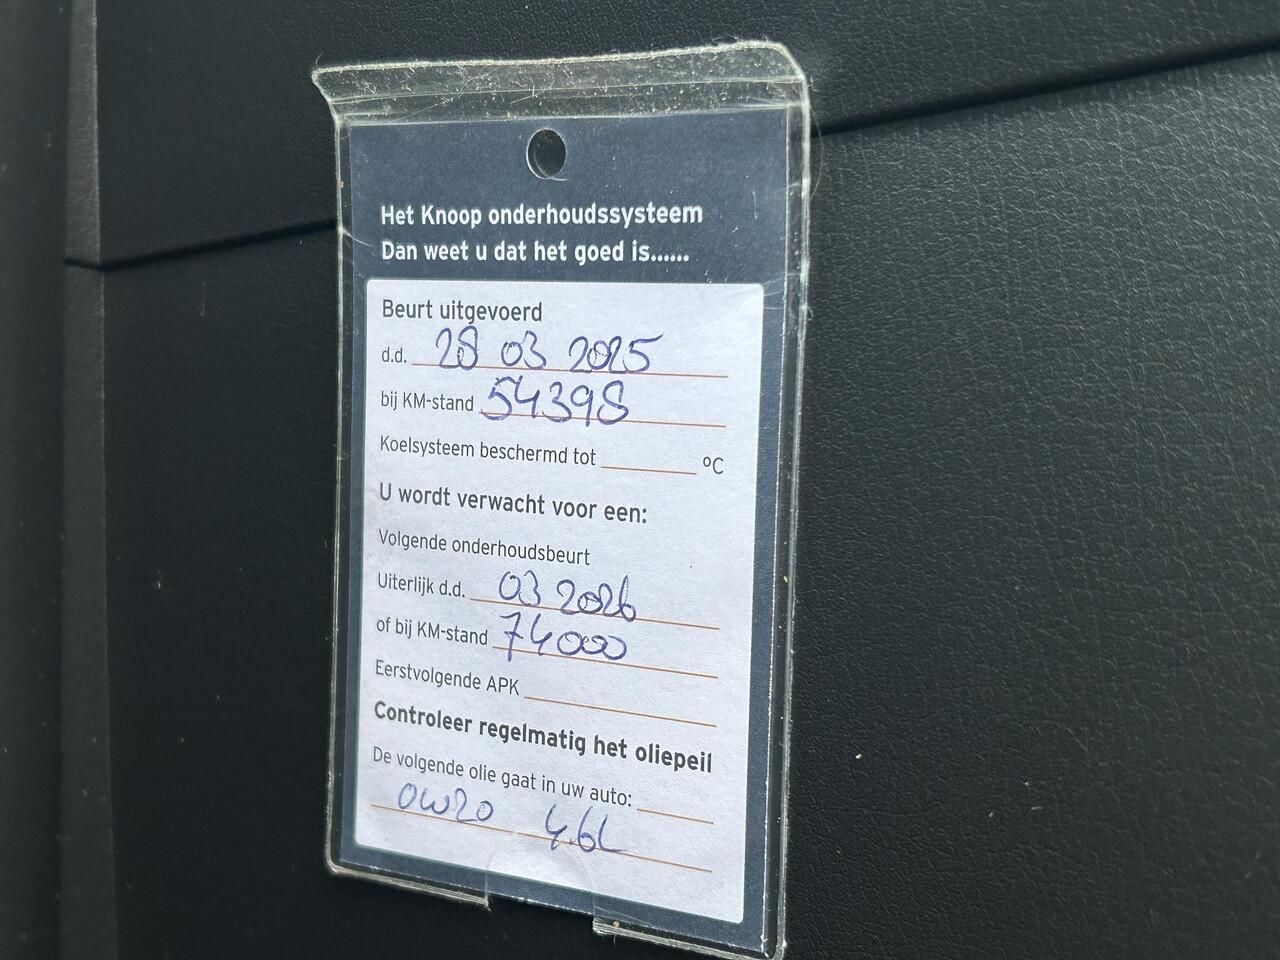 Het Knoop onderhoudssysteem
Dan weet u dat het goed is......
Beurt uitgevoerd
d.d. 28 03 2025
bij KM-stand 54398
Koelsysteem beschermd tot ºC
U wordt verwacht voor een:
Volgende onderhoudsbeurt
Uiterlijk d.d. 03 2026
of bij KM-stand 74000
Eerstvolgende APK
Controleer regelmatig het oliepeil
De volgende olie gaat in uw auto:
0W20 4.6L